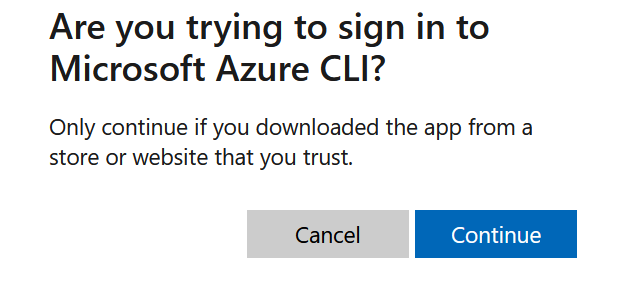 Are you trying to sign in to
Microsoft Azure CLI?
Only continue if you downloaded the app from a
store or website that you trust.
Cancel
Continue